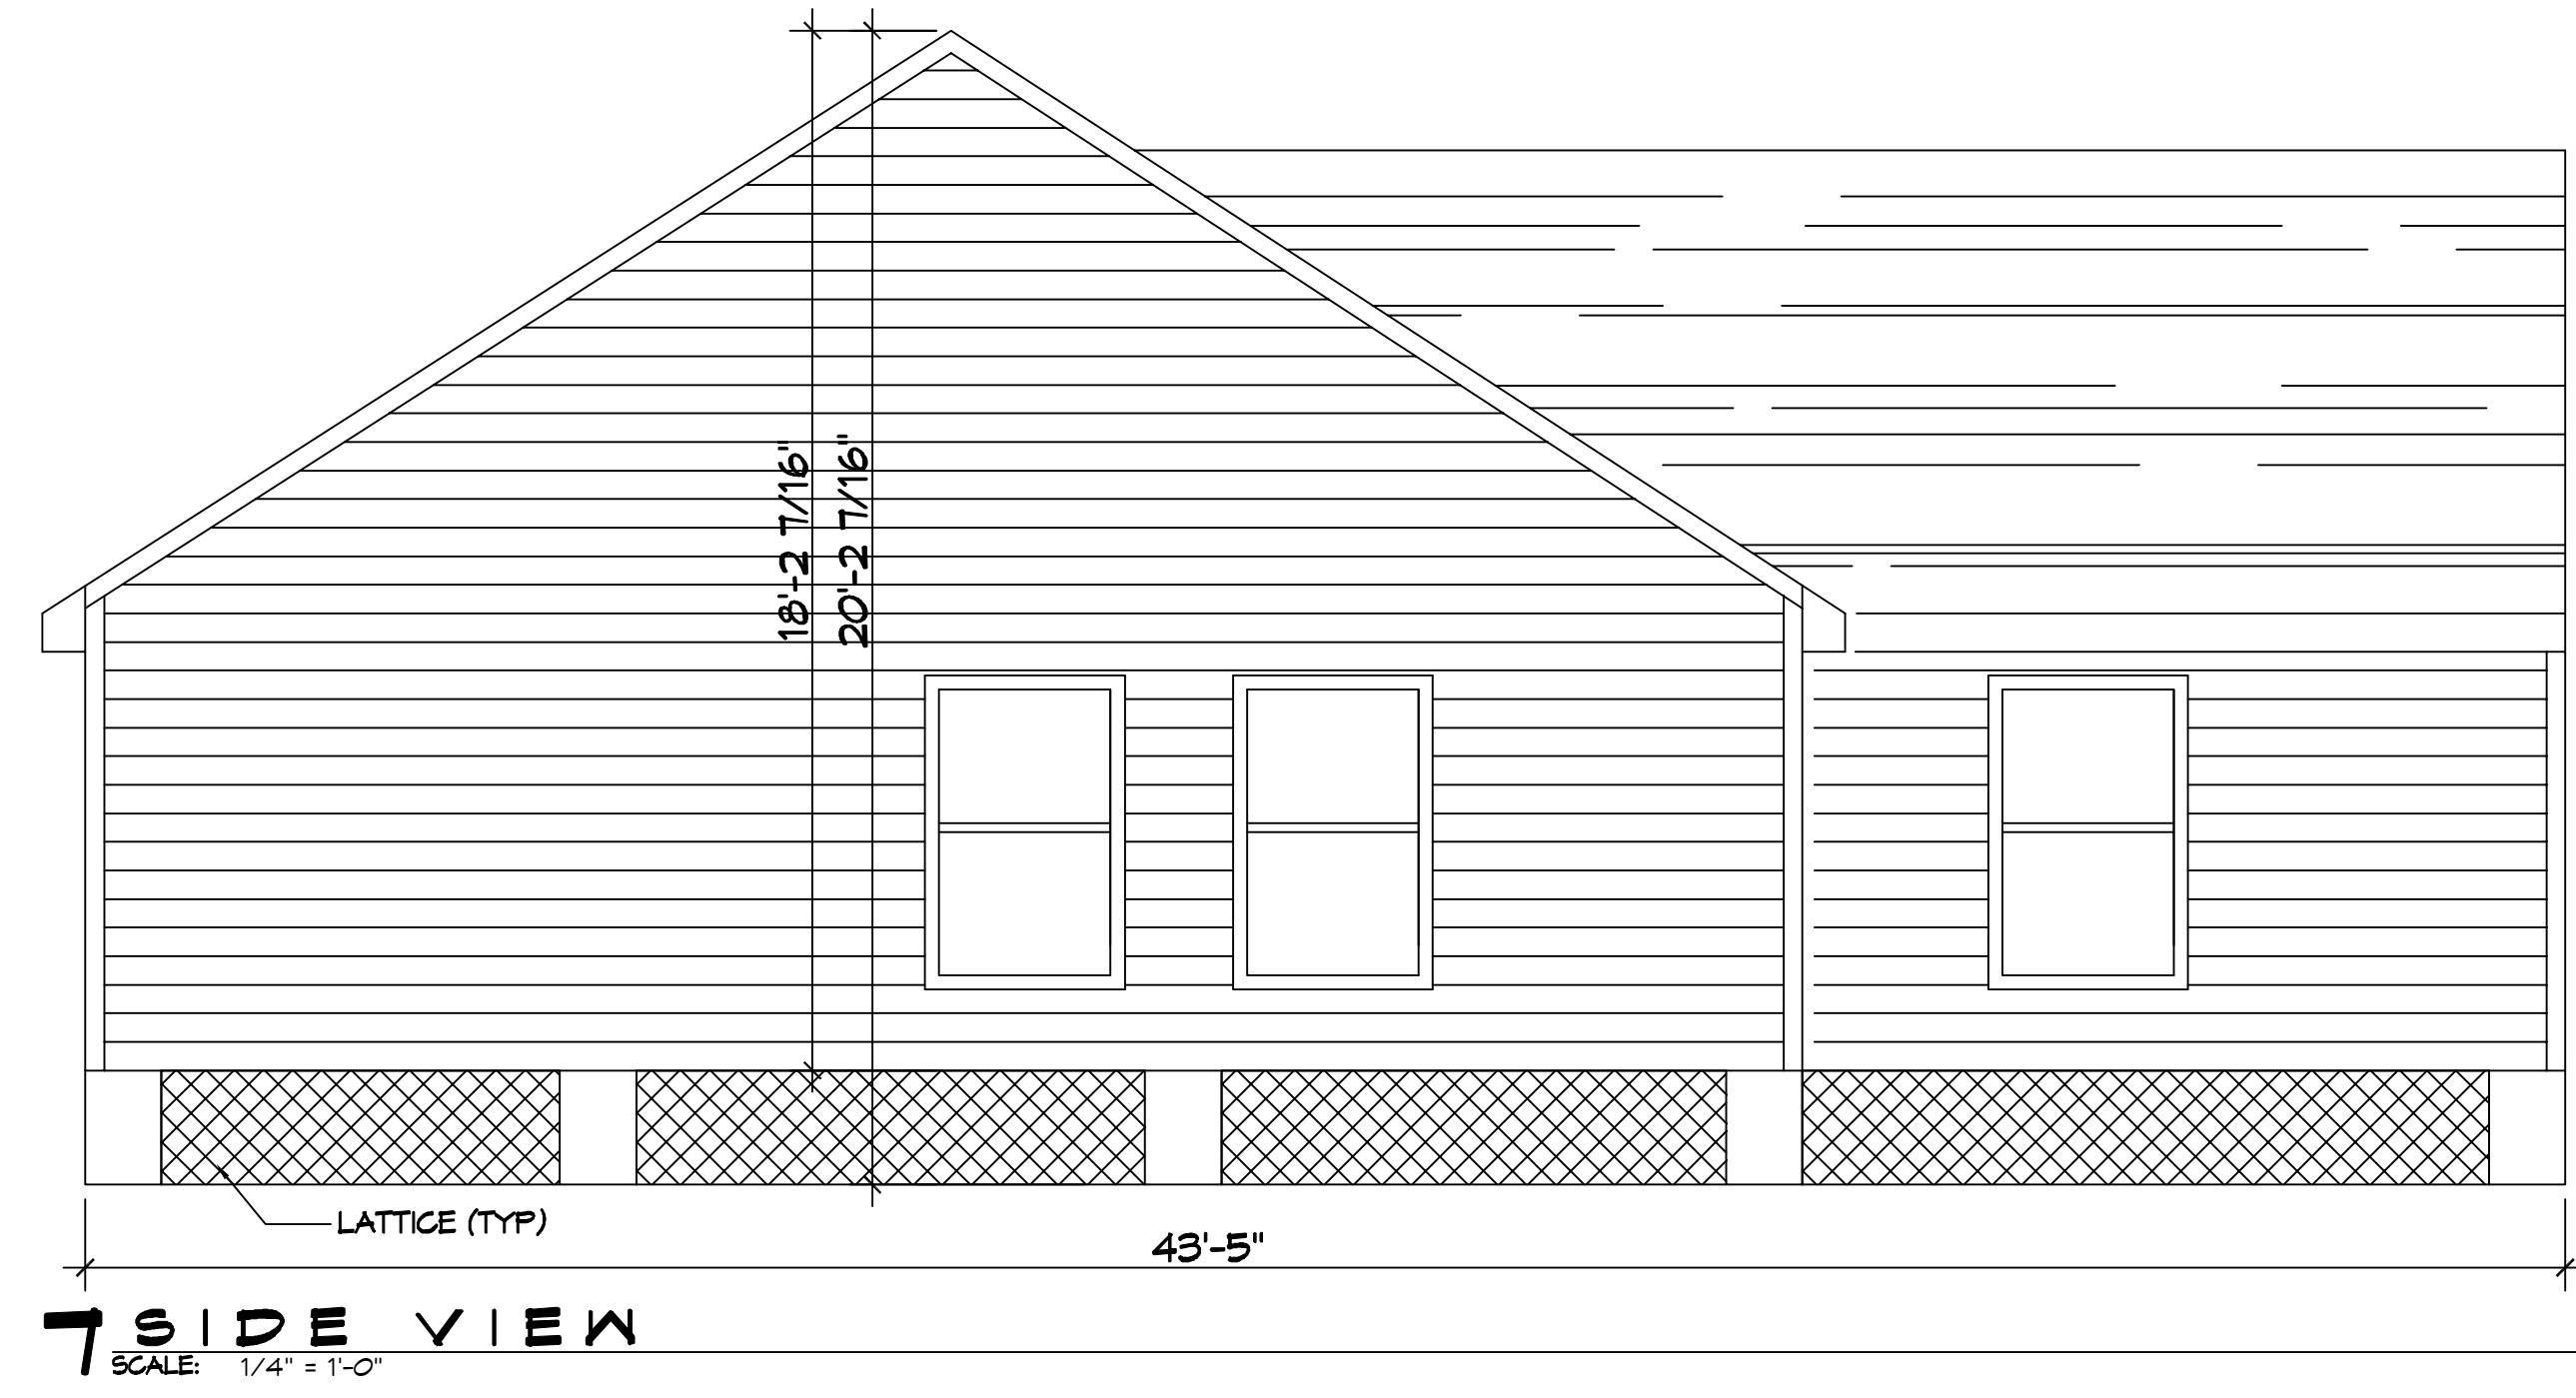 18'-2 7/16"
20'-2 7/16"
LATTICE (TYP)
43'-5"
7 SIDE VIEW
SCALE: 1/4" = 1'-0"